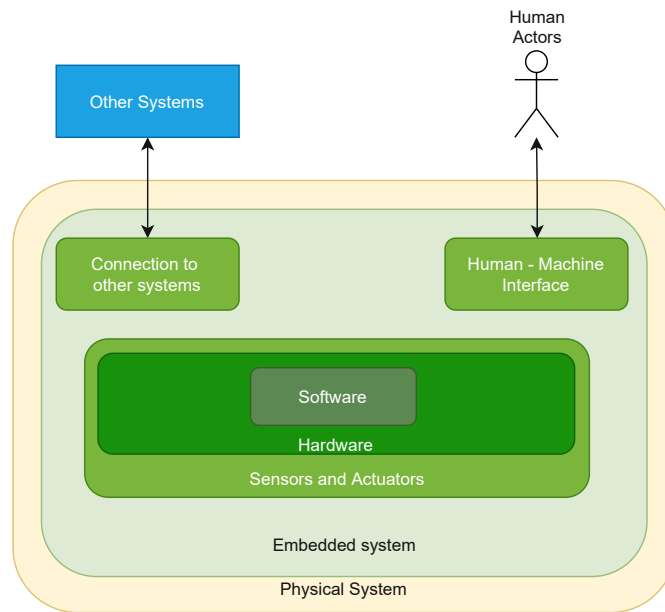 Human
Actors
Other Systems
Connection to
other systems
Human - Machine
Interface
Software
Hardware
Sensors and Actuators
Embedded system
Physical System